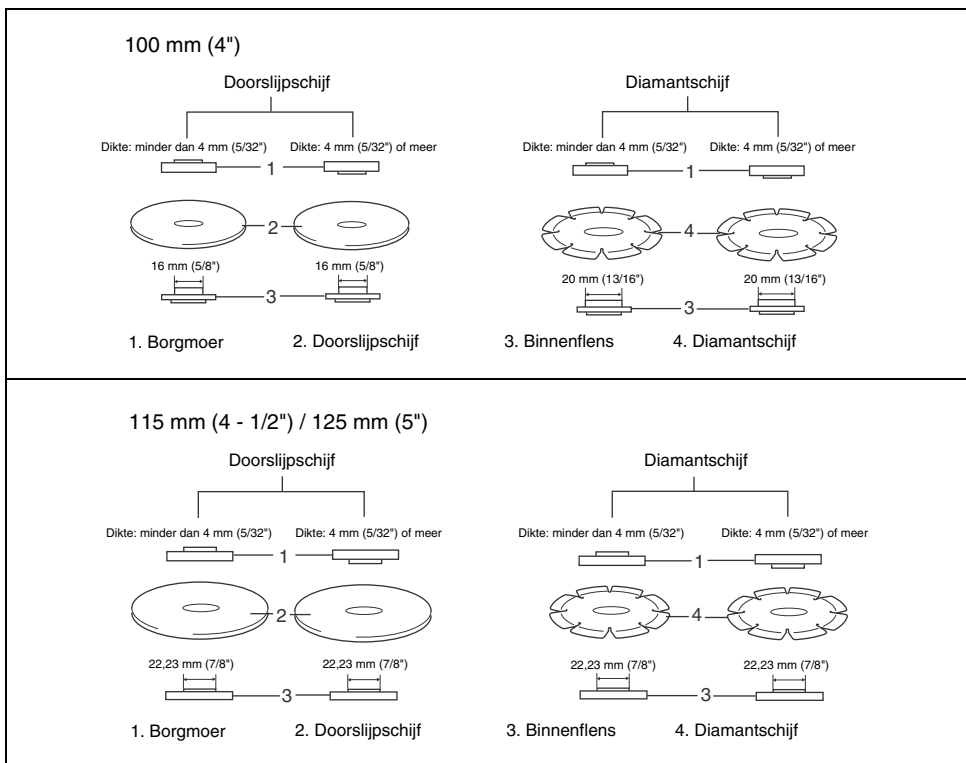 100 mm (4")
Doorslijpschijf
Diamantschijf
Dikte: minder dan 4 mm (5/32")
Dikte: 4 mm (5/32") of meer
Dikte: minder dan 4 mm (5/32")
Dikte: 4 mm (5/32") of meer
1
1
2
4
16 mm (5/8")
16 mm (5/8")
20 mm (13/16")
20 mm (13/16")
3
3
1. Borgmoer
2. Doorslijpschijf
3. Binnenflens
4. Diamantschijf
115 mm (4 - 1/2") / 125 mm (5")
Doorslijpschijf
Diamantschijf
Dikte: minder dan 4 mm (5/32")
Dikte: 4 mm (5/32") of meer
Dikte: minder dan 4 mm (5/32")
Dikte: 4 mm (5/32") of meer
1
1
2
4
22,23 mm (7/8")
22,23 mm (7/8")
22,23 mm (7/8")
22,23 mm (7/8")
3
3
1. Borgmoer
2. Doorslijpschijf
3. Binnenflens
4. Diamantschijf